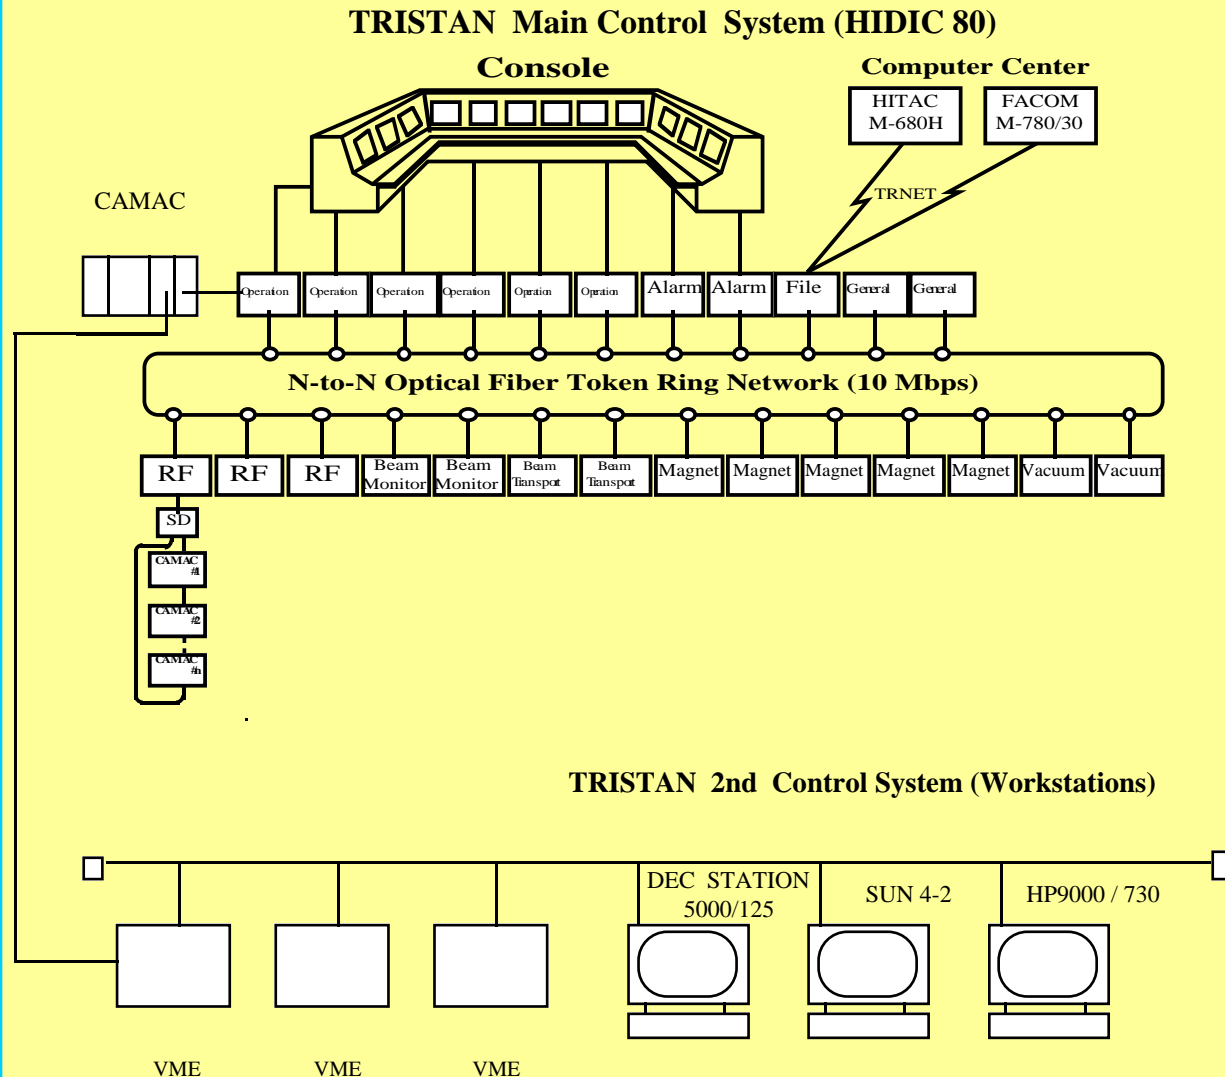 TRISTAN Main Control System (HIDIC 80)
Console
Computer Center
HITAC
M-680H
FACOM
M-780/30
TRNET
CAMAC
Operation
Operation
Operation
Operation
Operation
Operation
Alarm
Alarm
File
General
General
N-to-N Optical Fiber Token Ring Network (10 Mbps)
RF
RF
RF
Beam
Monitor
Beam
Monitor
Beam
Transport
Beam
Transport
Magnet
Magnet
Magnet
Magnet
Magnet
Vacuum
Vacuum
SD
CAMAC
#1
CAMAC
#2
CAMAC
#n
TRISTAN 2nd Control System (Workstations)
DEC STATION
5000/125
SUN 4-2
HP9000 / 730
VME
VME
VME